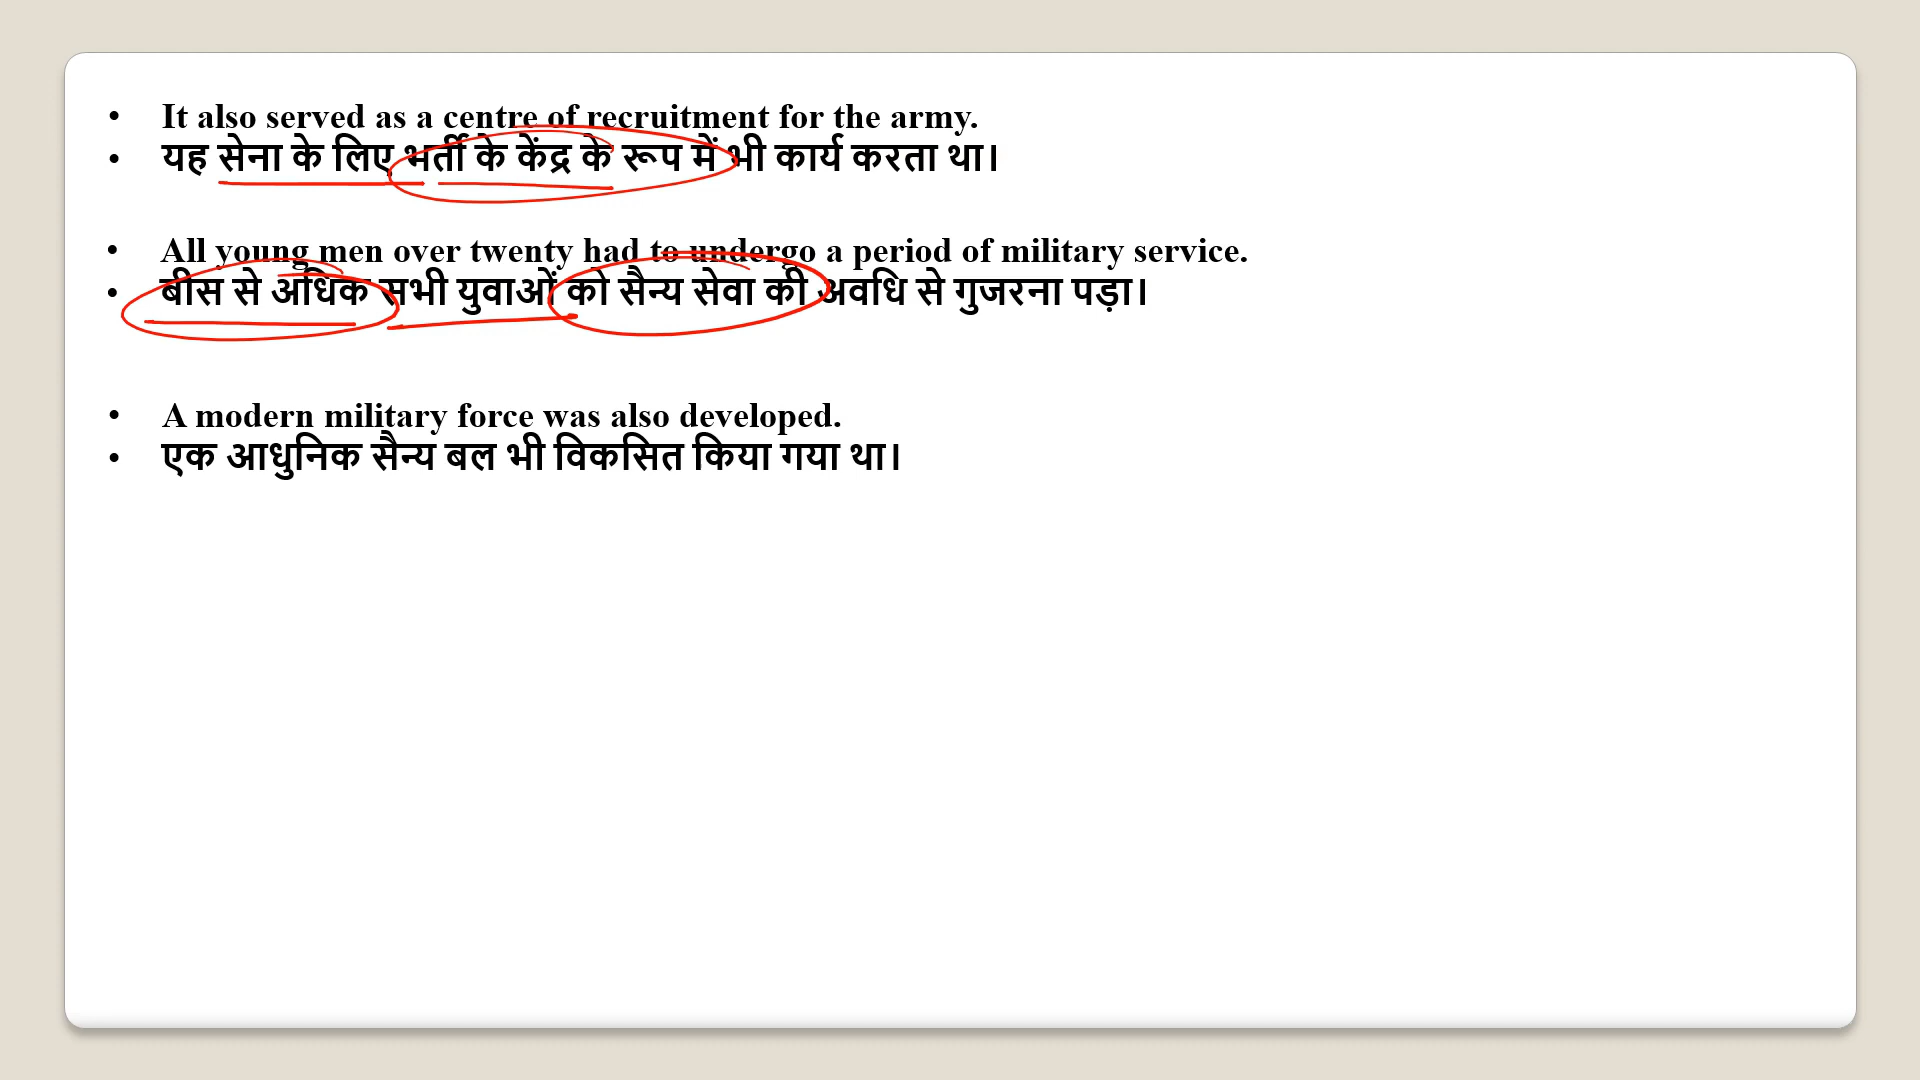 • It also served as a centre of recruitment for the army.
• यह सेना के लिए भर्ती के केंद्र के रूप में भी कार्य करता था।
• All young men over twenty had to undergo a period of military service.
• बीस से अधिक सभी युवाओं को सैन्य सेवा की अवधि से गुजरना पड़ा।
• A modern military force was also developed.
• एक आधुनिक सैन्य बल भी विकसित किया गया था।